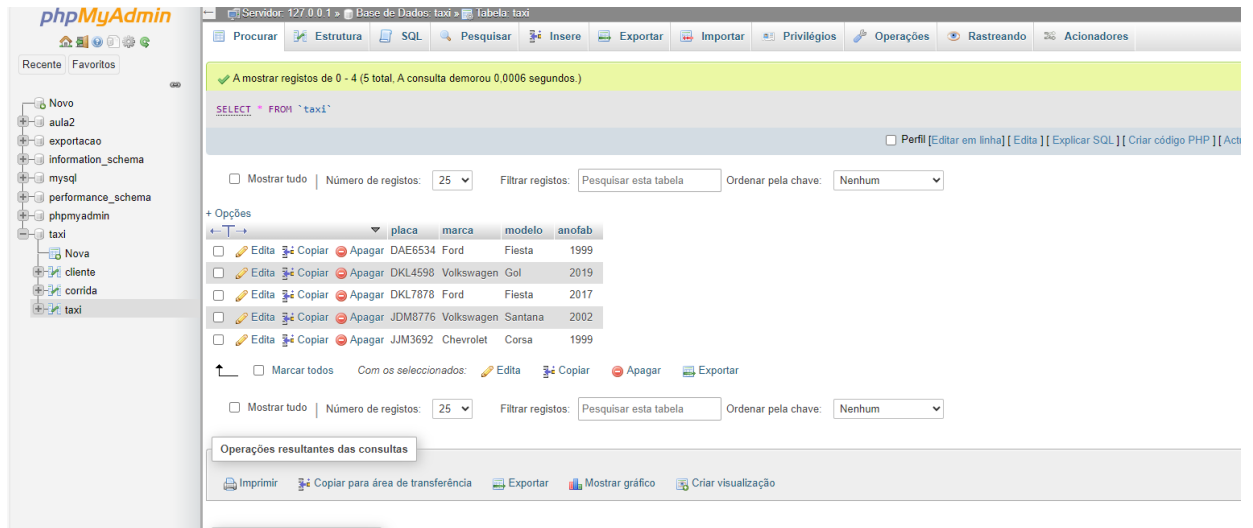 phpMyAdmin
Recente Favoritos
Novo
aula2
exportacao
information_schema
mysql
performance_schema
phpmyadmin
taxi
Nova
cliente
corrida
taxi
Servidor: 127.0.0.1 » Base de Dados: taxi » Tabela: taxi
Procurar Estrutura SQL Pesquisar Insere Exportar Importar Privilégios Operações Rastreando Acionadores
A mostrar registos de 0 - 4 (5 total, A consulta demorou 0,0006 segundos.)
SELECT * FROM `taxi`
Perfil [Editar em linha] [ Edita ] [ Explicar SQL ] [ Criar código PHP ] [ Actu
Mostrar tudo | Número de registos: 25 Filtrar registos: Pesquisar esta tabela Ordenar pela chave: Nenhum
+ Opções
←T→ placa marca modelo anofab
Edita Copiar Apagar DAE6534 Ford Fiesta 1999
Edita Copiar Apagar DKL4598 Volkswagen Gol 2019
Edita Copiar Apagar DKL7878 Ford Fiesta 2017
Edita Copiar Apagar JDM8776 Volkswagen Santana 2002
Edita Copiar Apagar JJM3692 Chevrolet Corsa 1999
Marcar todos Com os seleccionados: Edita Copiar Apagar Exportar
Mostrar tudo | Número de registos: 25 Filtrar registos: Pesquisar esta tabela Ordenar pela chave: Nenhum
Operações resultantes das consultas
Imprimir Copiar para área de transferência Exportar Mostrar gráfico Criar visualização